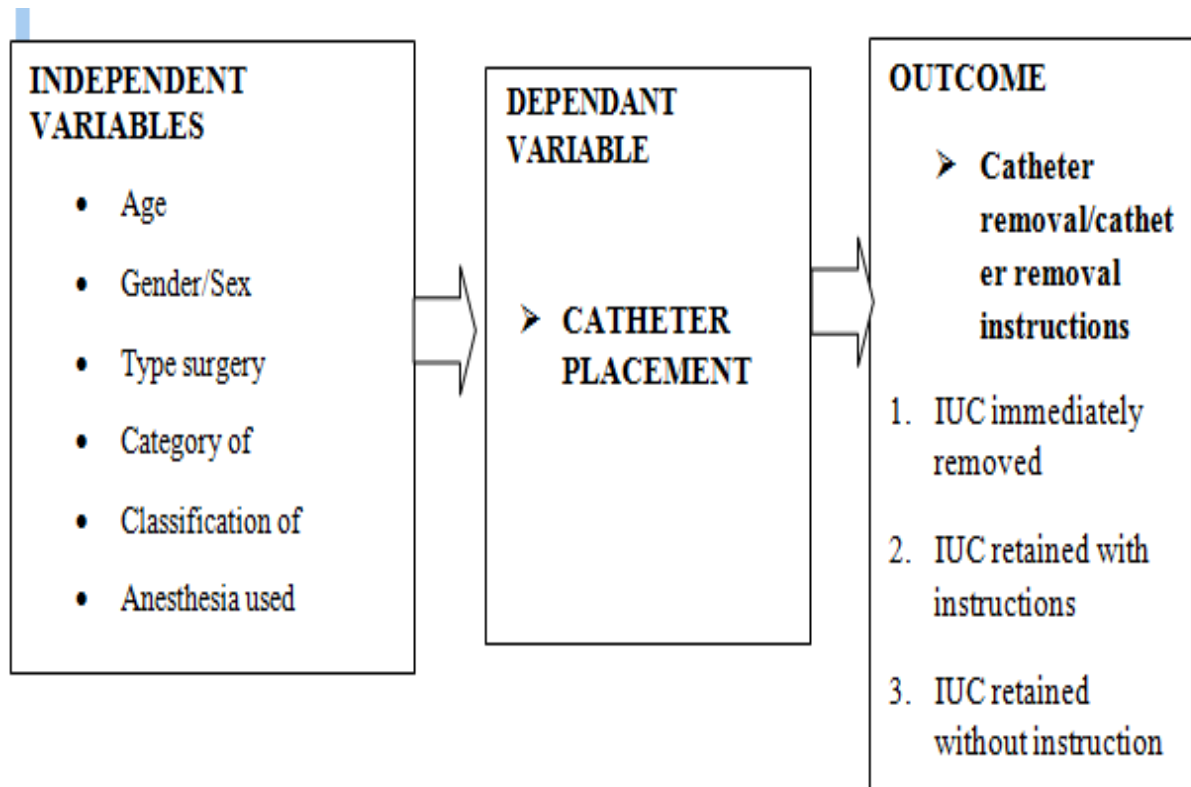 INDEPENDENT
VARIABLES
• Age
• Gender/Sex
• Type surgery
• Category of
• Classification of
• Anesthesia used
DEPENDANT
VARIABLE
➤ CATHETER
PLACEMENT
OUTCOME
➤ Catheter
removal/cathet
er removal
instructions
1. IUC immediately
removed
2. IUC retained with
instructions
3. IUC retained
without instruction